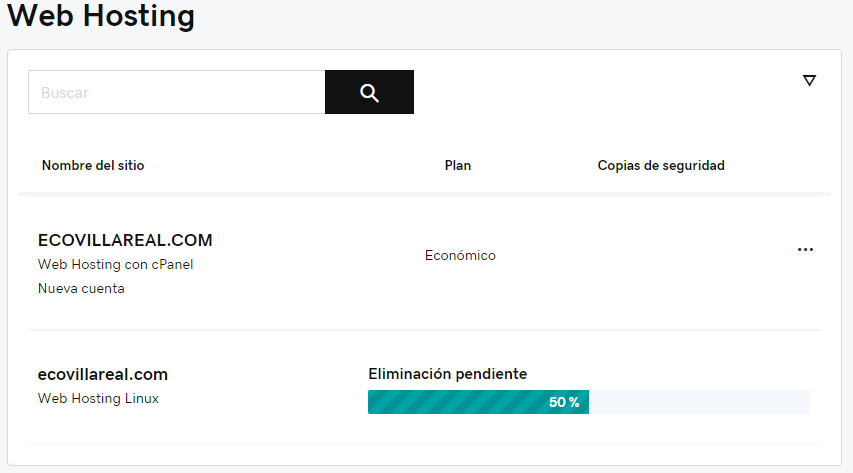 Web Hosting
Buscar
Nombre del sitio Plan Copias de seguridad
ECOVILLAREAL.COM
Web Hosting con cPanel
Nueva cuenta
Económico
ecovillareal.com
Web Hosting Linux
Eliminación pendiente
50 %